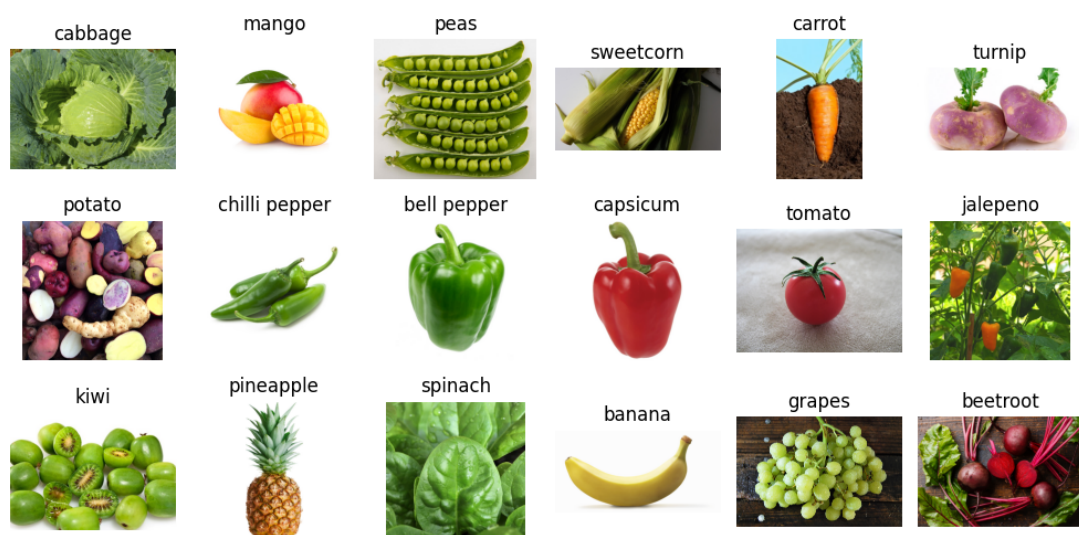 cabbage
mango
peas
sweetcorn
carrot
turnip
potato
chilli pepper
bell pepper
capsicum
tomato
jalepeno
kiwi
pineapple
spinach
banana
grapes
beetroot